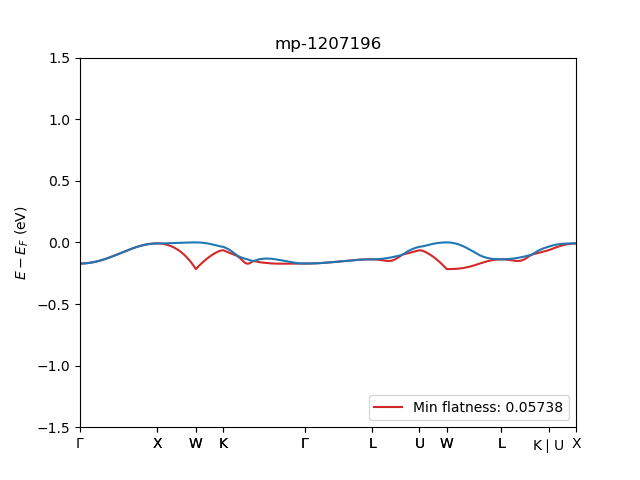 mp-1207196
E − E_F (eV)
1.5
1.0
0.5
0.0
−0.5
−1.0
−1.5
Min flatness: 0.05738
Γ X W K Γ L U W L K | U X